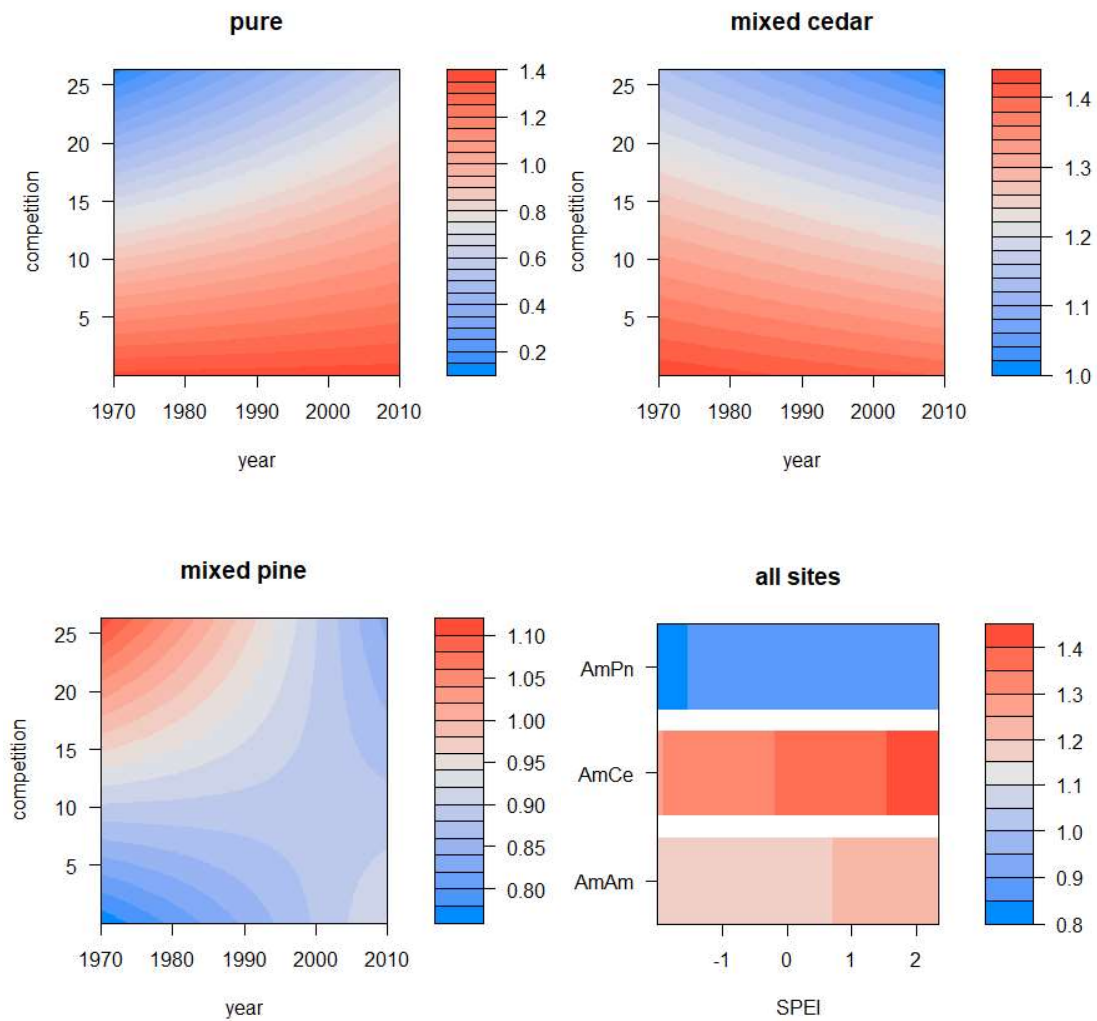 pure
25
20
15
10
5
competition
1970 1980 1990 2000 2010
year
1.4
1.2
1.0
0.8
0.6
0.4
0.2
mixed cedar
25
20
15
10
5
competition
1970 1980 1990 2000 2010
year
1.4
1.3
1.2
1.1
1.0
mixed pine
25
20
15
10
5
competition
1970 1980 1990 2000 2010
year
1.10
1.05
1.00
0.95
0.90
0.85
0.80
all sites
AmPn
AmCe
AmAm
-1 0 1 2
SPEI
1.4
1.3
1.2
1.1
1.0
0.9
0.8